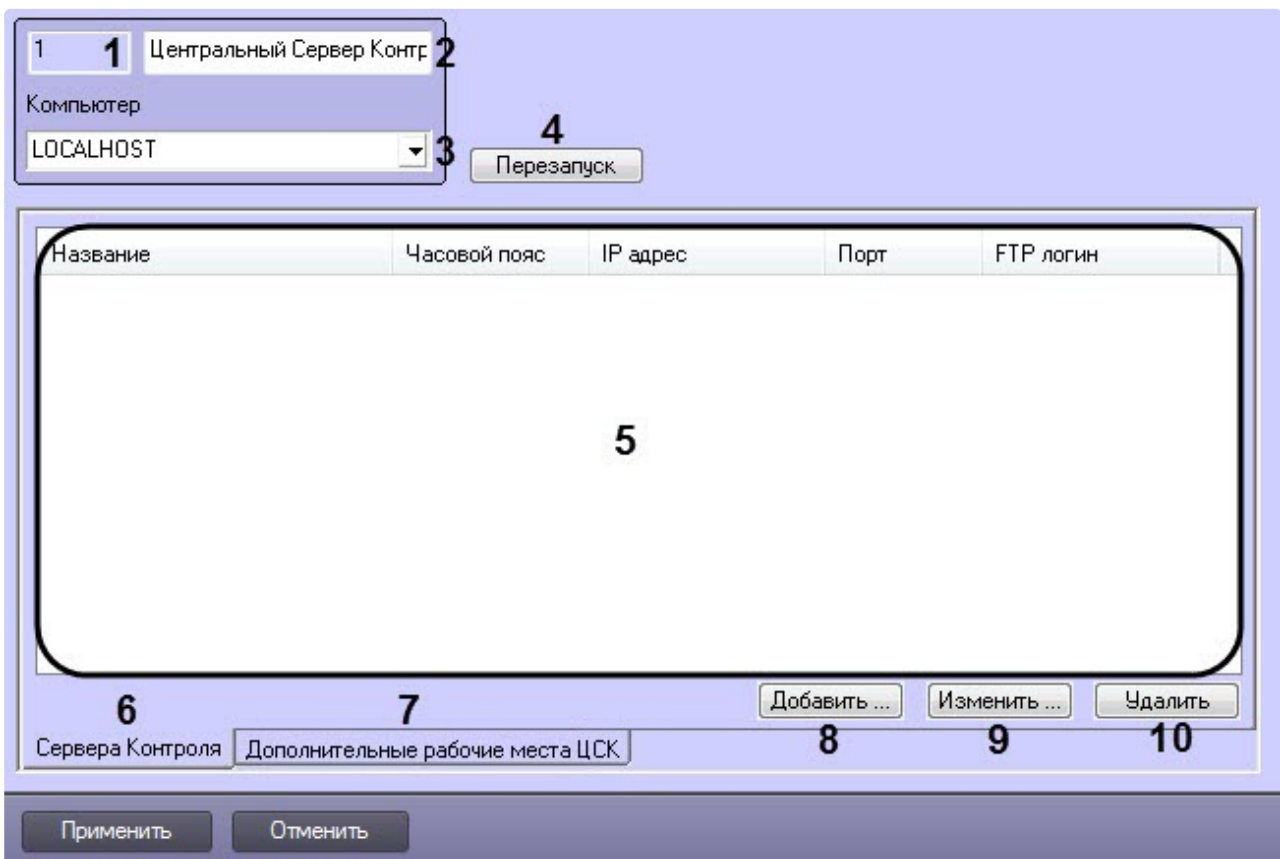 1 1 Центральный Сервер Контр 2
Компьютер
LOCALHOST 3
4
Перезапуск
Название Часовой пояс IP адрес Порт FTP логин
5
Добавить ... Изменить ... Удалить
6 7
8 9 10
Сервера Контроля Дополнительные рабочие места ЦСК
Применить Отменить